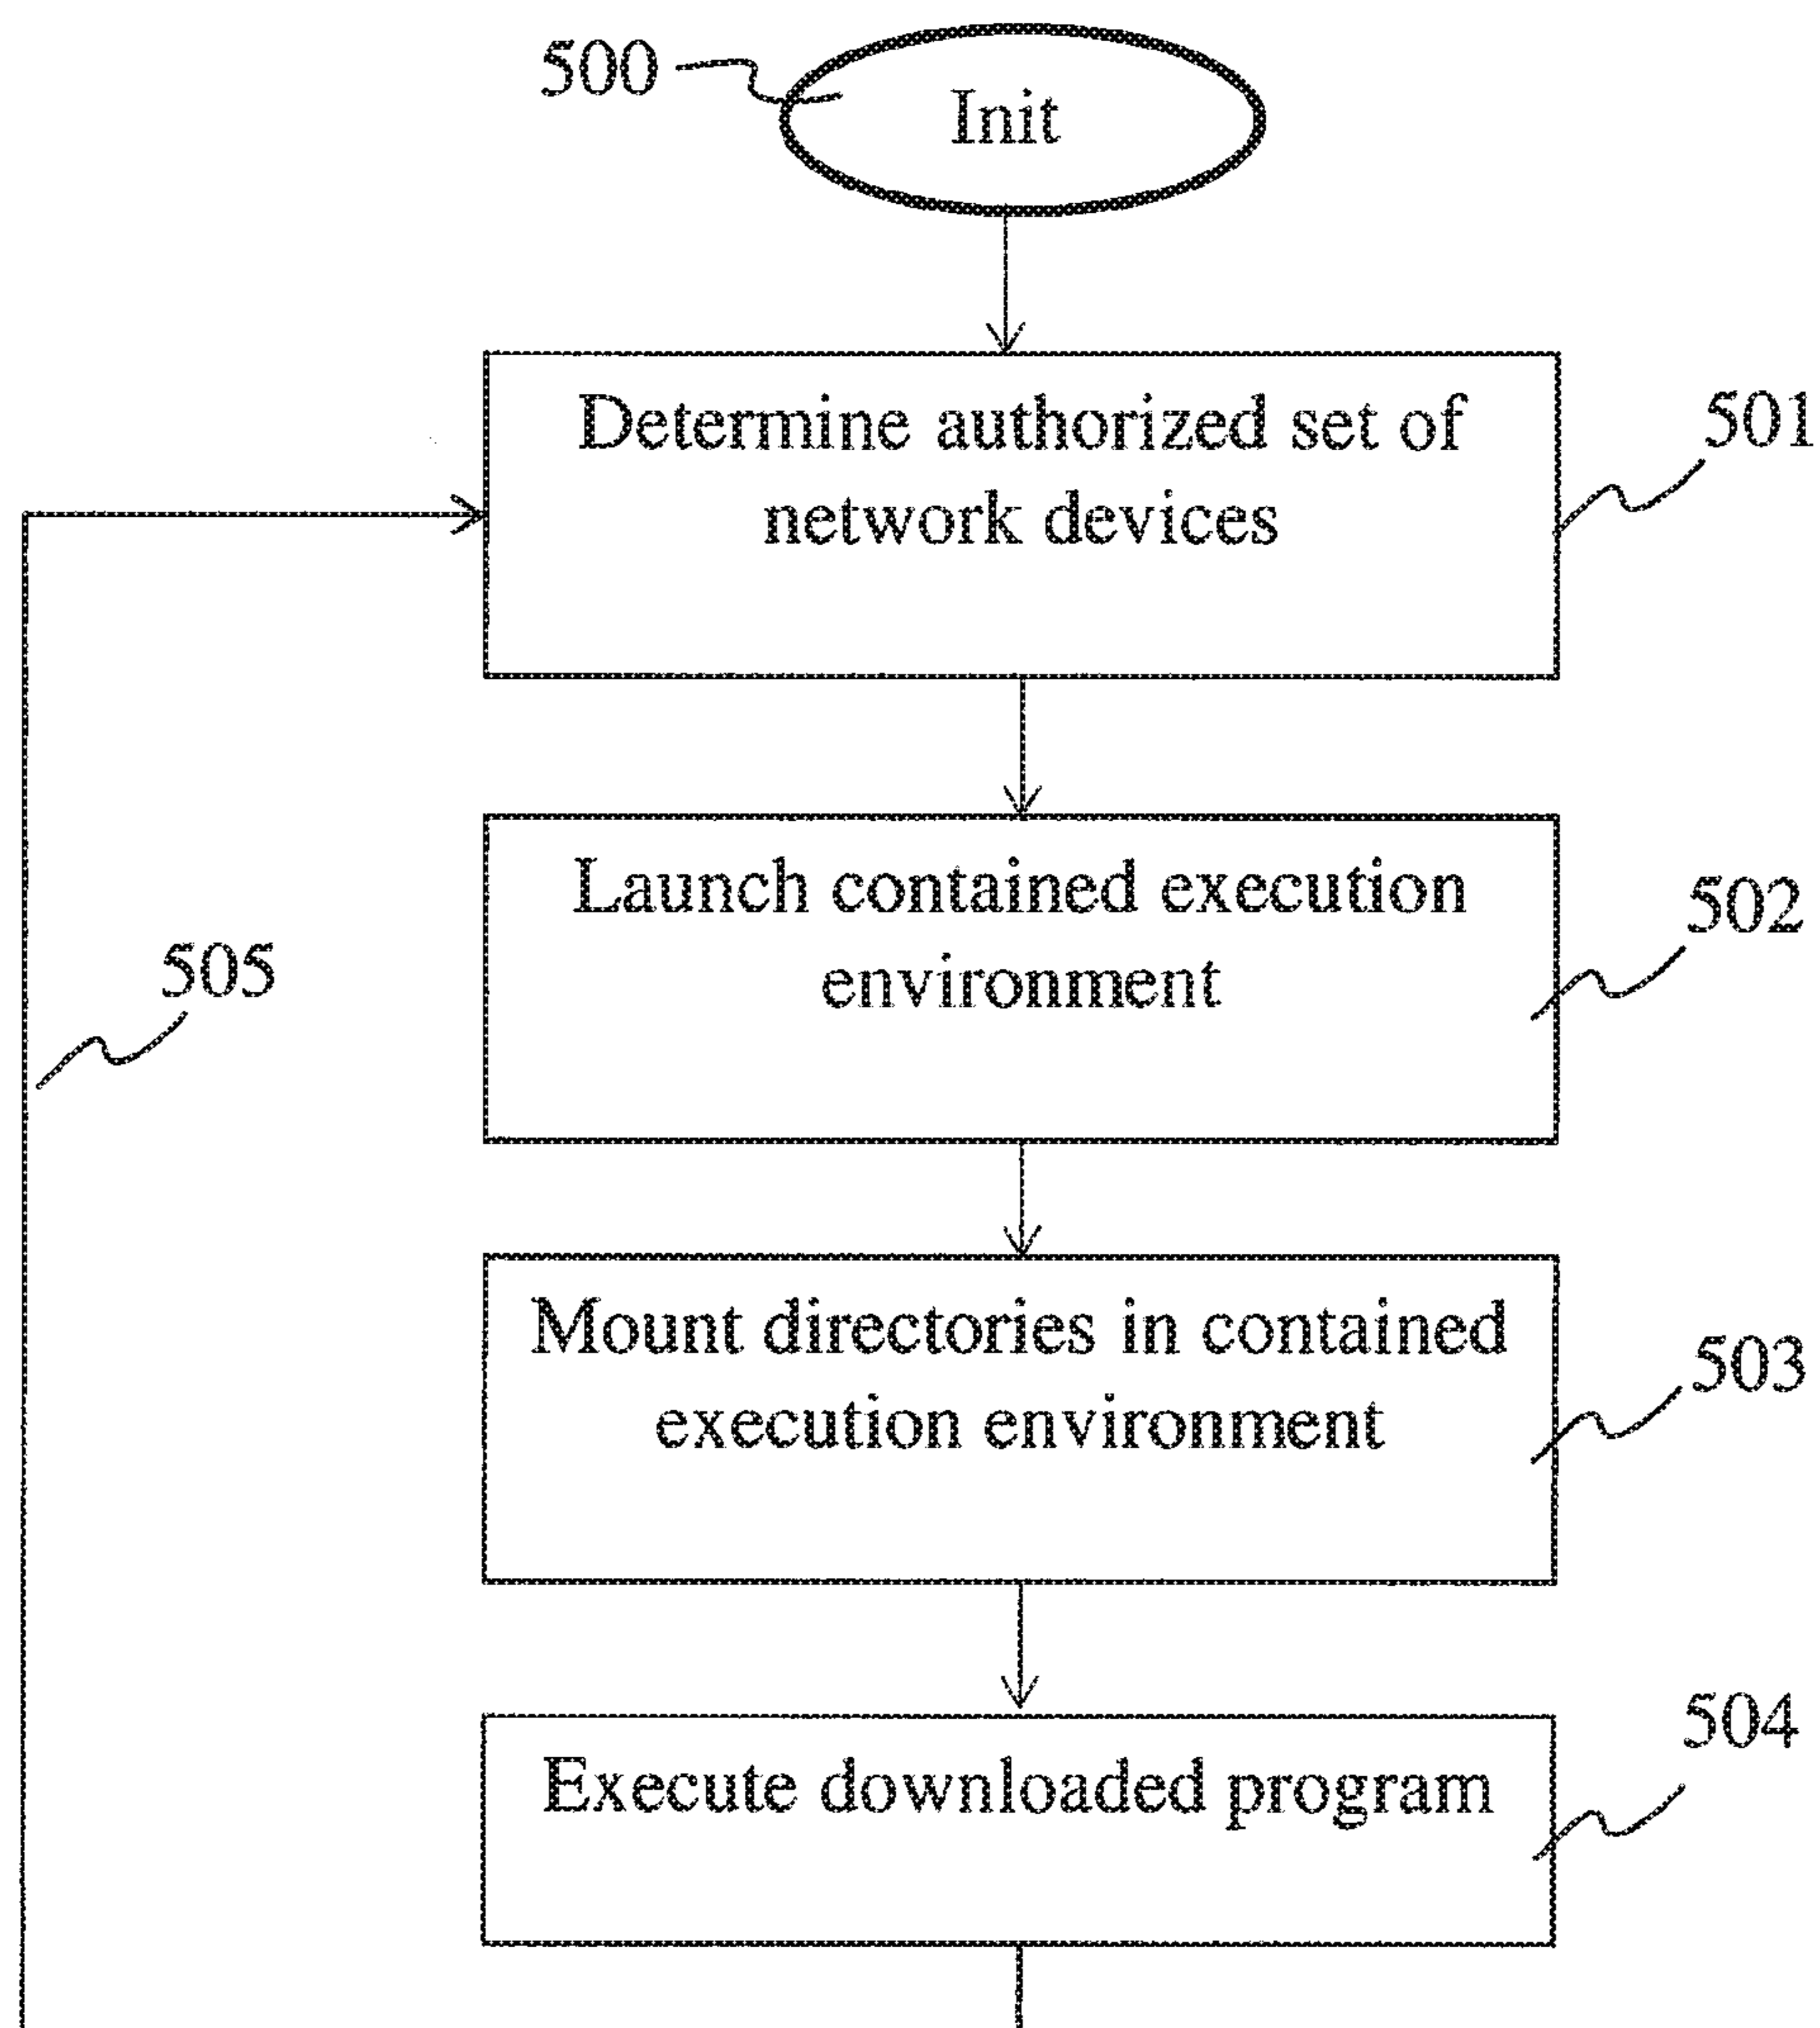 500
Init
Determine authorized set of
network devices
501
Launch contained execution
environment
502
505
Mount directories in contained
execution environment
503
Execute downloaded program
504